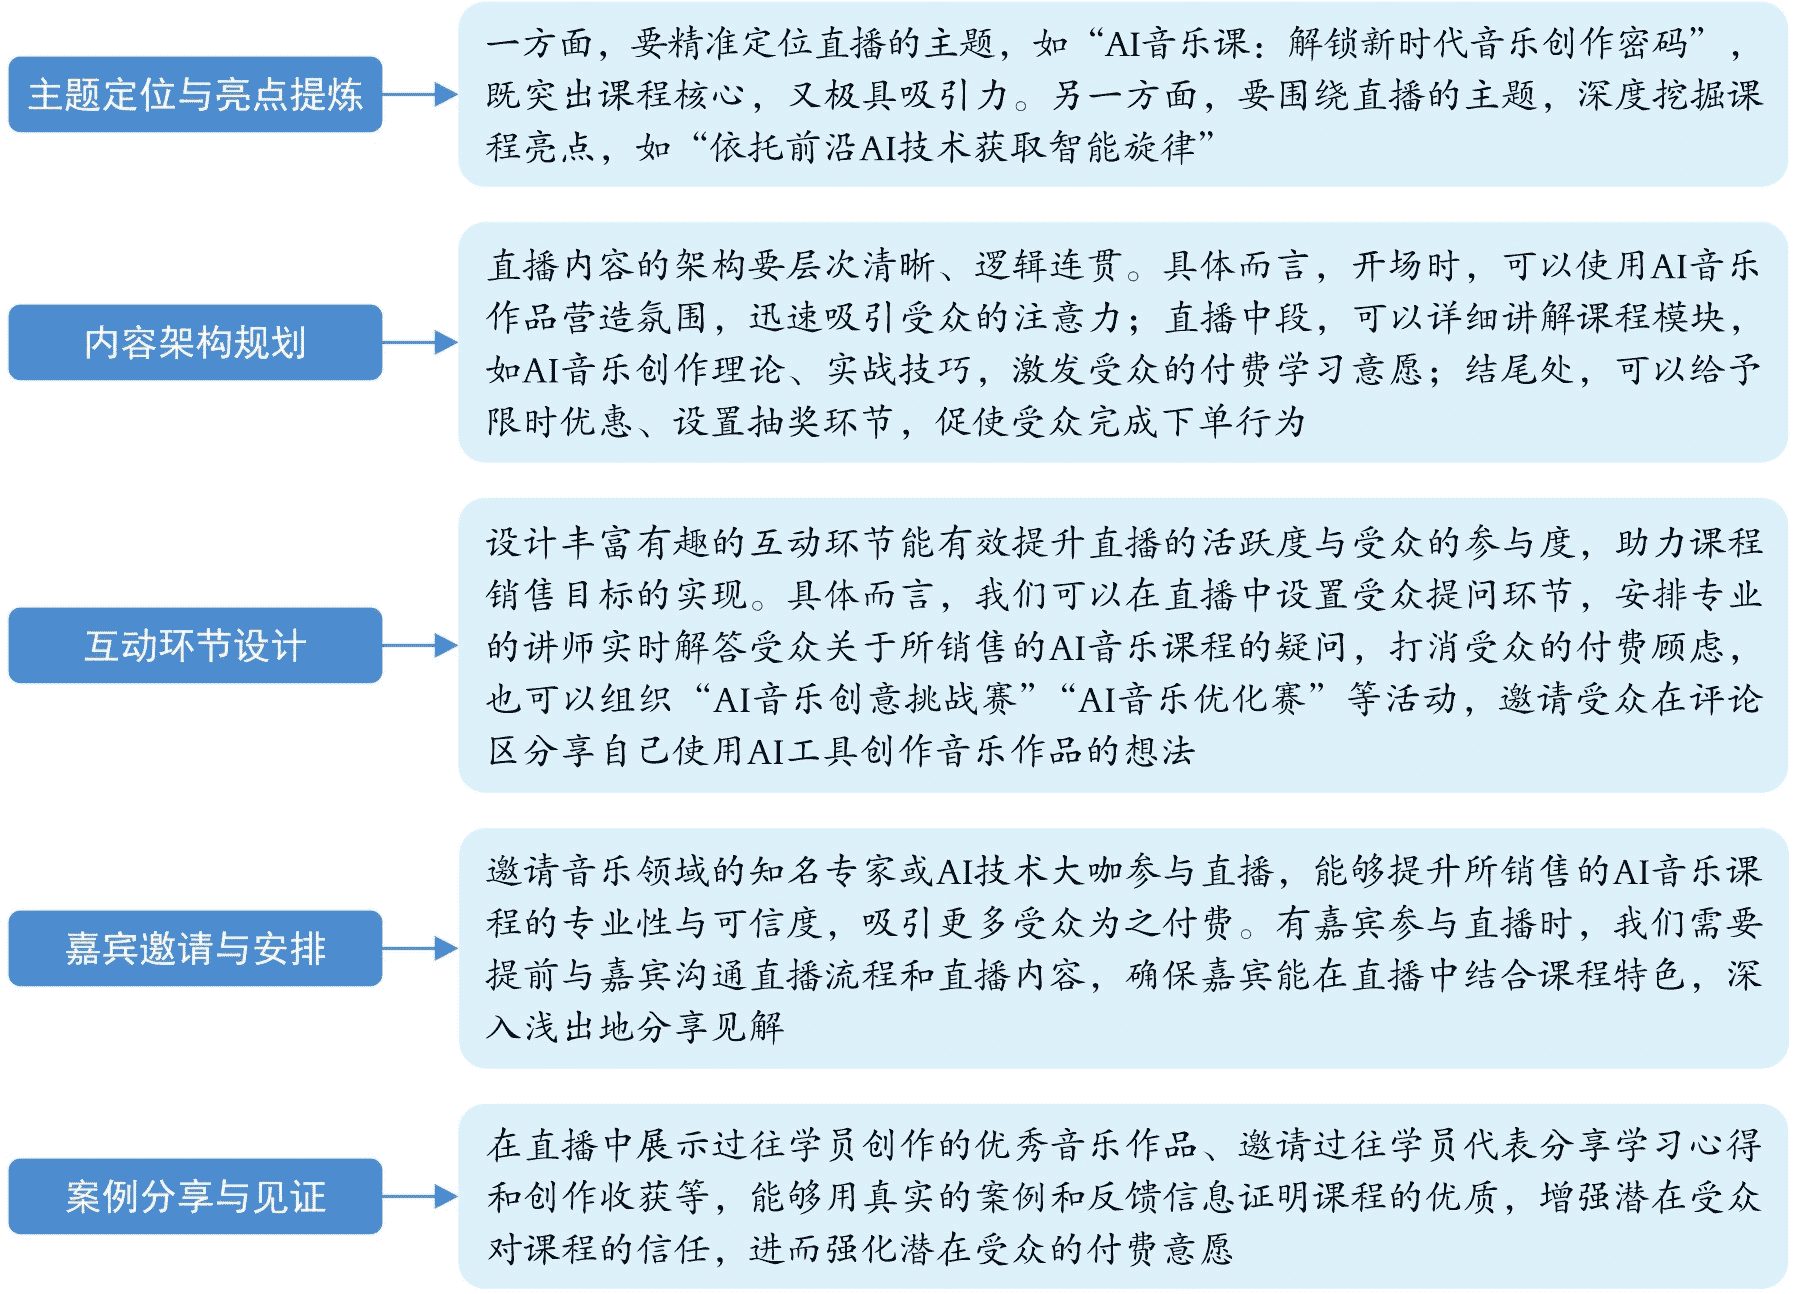 主题定位与亮点提炼
一方面，要精准定位直播的主题，如“AI音乐课：解锁新时代音乐创作密码”，
既突出课程核心，又极具吸引力。另一方面，要围绕直播的主题，深度挖掘课
程亮点，如“依托前沿AI技术获取智能旋律”
内容架构规划
直播内容的架构要层次清晰、逻辑连贯。具体而言，开场时，可以使用AI音乐
作品营造氛围，迅速吸引受众的注意力；直播中段，可以详细讲解课程模块，
如AI音乐创作理论、实战技巧，激发受众的付费学习意愿；结尾处，可以给予
限时优惠、设置抽奖环节，促使受众完成下单行为
互动环节设计
设计丰富有趣的互动环节能有效提升直播的活跃度与受众的参与度，助力课程
销售目标的实现。具体而言，我们可以在直播中设置受众提问环节，安排专业
的讲师实时解答受众关于所销售的AI音乐课程的疑问，打消受众的付费顾虑，
也可以组织“AI音乐创意挑战赛”“AI音乐优化赛”等活动，邀请受众在评论
区分享自己使用AI工具创作音乐作品的想法
嘉宾邀请与安排
邀请音乐领域的知名专家或AI技术大咖参与直播，能够提升所销售的AI音乐课
程的专业性与可信度，吸引更多受众为之付费。有嘉宾参与直播时，我们需要
提前与嘉宾沟通直播流程和直播内容，确保嘉宾能在直播中结合课程特色，深
入浅出地分享见解
案例分享与见证
在直播中展示过往学员创作的优秀音乐作品、邀请过往学员代表分享学习心得
和创作收获等，能够用真实的案例和反馈信息证明课程的优质，增强潜在受众
对课程的信任，进而强化潜在受众的付费意愿